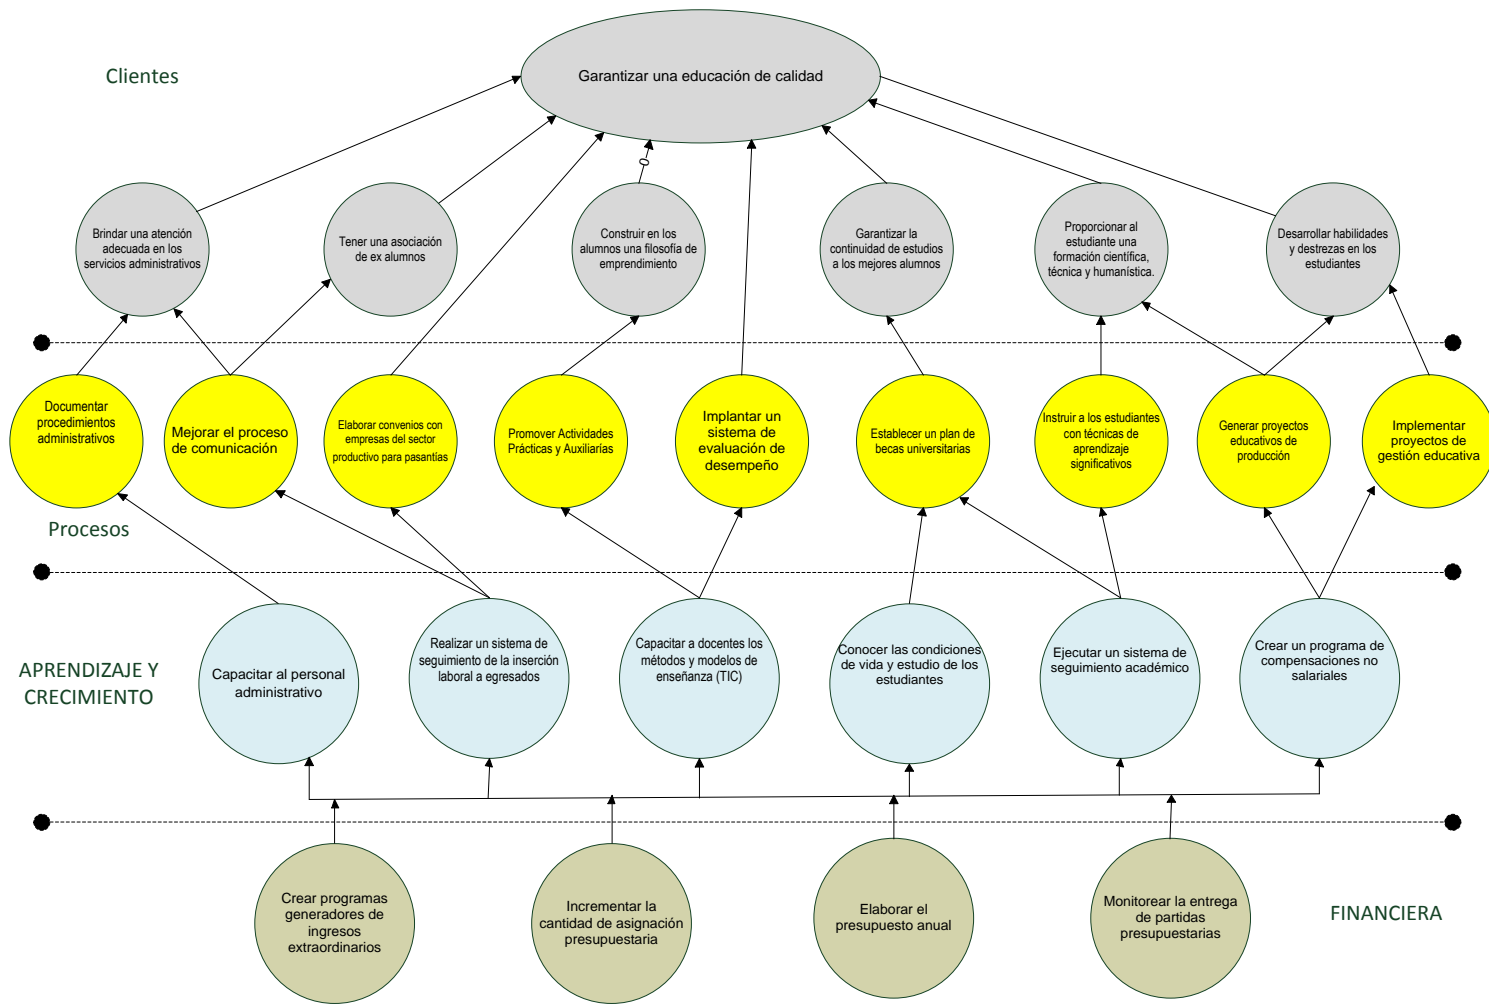 Clientes
Garantizar una educación de calidad
Brindar una atención
adecuada en los
servicios administrativos
Tener una asociación
de ex alumnos
Construir en los
alumnos una filosofía de
emprendimiento
Garantizar la
continuidad de estudios
a los mejores alumnos
Proporcionar al
estudiante una
formación científica,
técnica y humanística.
Desarrollar habilidades
y destrezas en los
estudiantes
0
Documentar
procedimientos
administrativos
Mejorar el proceso
de comunicación
Elaborar convenios con
empresas del sector
productivo para pasantías
Promover Actividades
Prácticas y Auxiliarías
Implantar un
sistema de
evaluación de
desempeño
Establecer un plan de
becas universitarias
Instruir a los estudiantes
con técnicas de
aprendizaje
significativos
Generar proyectos
educativos de
producción
Implementar
proyectos de
gestión educativa
Procesos
APRENDIZAJE Y
CRECIMIENTO
Capacitar al personal
administrativo
Realizar un sistema de
seguimiento de la inserción
laboral a egresados
Capacitar a docentes los
métodos y modelos de
enseñanza (TIC)
Conocer las condiciones
de vida y estudio de los
estudiantes
Ejecutar un sistema de
seguimiento académico
Crear un programa de
compensaciones no
salariales
Crear programas
generadores de
ingresos
extraordinarios
Incrementar la
cantidad de asignación
presupuestaria
Elaborar el
presupuesto anual
Monitorear la entrega
de partidas
presupuestarias
FINANCIERA